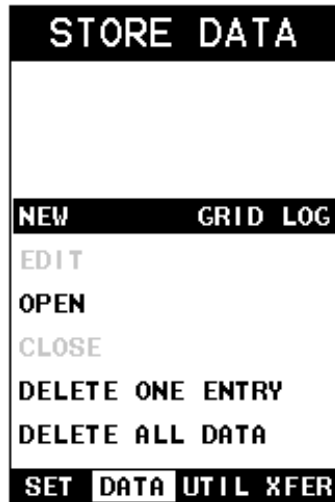 STORE DATA
NEW GRID LOG
EDIT
OPEN
CLOSE
DELETE ONE ENTRY
DELETE ALL DATA
SET DATA UTIL XFER